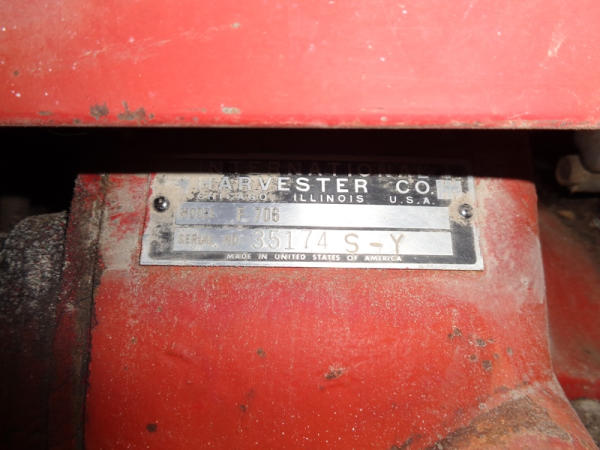 INTERNATIONAL
HARVESTER CO.
CHICAGO, ILLINOIS U.S.A.
MODEL F 706
SERIAL NO. 35174 S-Y
MADE IN UNITED STATES OF AMERICA